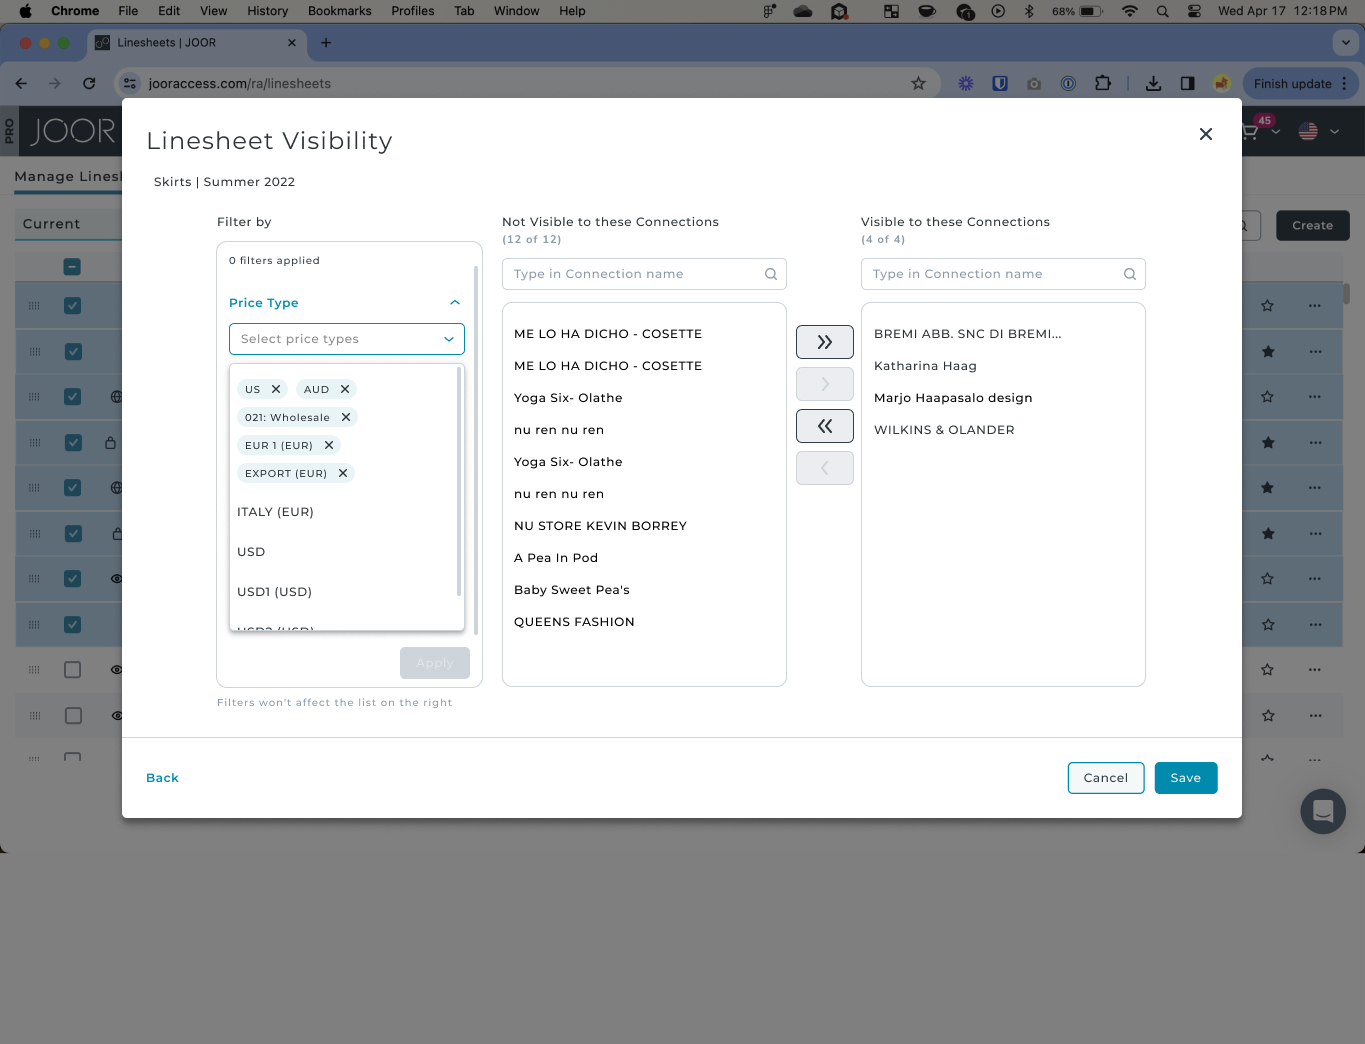 Chrome File Edit View History Bookmarks Profiles Tab Window Help 68% Wed Apr 17 12:18 PM
Linesheets | JOOR
jooraccess.com/ra/linesheets Finish update
PRO JOOR 45
Manage Linesh
Current Create
Linesheet Visibility
Skirts | Summer 2022
Filter by
0 filters applied
Price Type
Select price types
US AUD
021: Wholesale
EUR 1 (EUR)
EXPORT (EUR)
ITALY (EUR)
USD
USD1 (USD)
USD2 (USD)
Apply
Filters won't affect the list on the right
Not Visible to these Connections
(12 of 12)
Type in Connection name
ME LO HA DICHO - COSETTE
ME LO HA DICHO - COSETTE
Yoga Six- Olathe
nu ren nu ren
Yoga Six- Olathe
nu ren nu ren
NU STORE KEVIN BORREY
A Pea In Pod
Baby Sweet Pea's
QUEENS FASHION
Visible to these Connections
(4 of 4)
Type in Connection name
BREMI ABB. SNC DI BREMI...
Katharina Haag
Marjo Haapasalo design
WILKINS & OLANDER
Back
Cancel Save